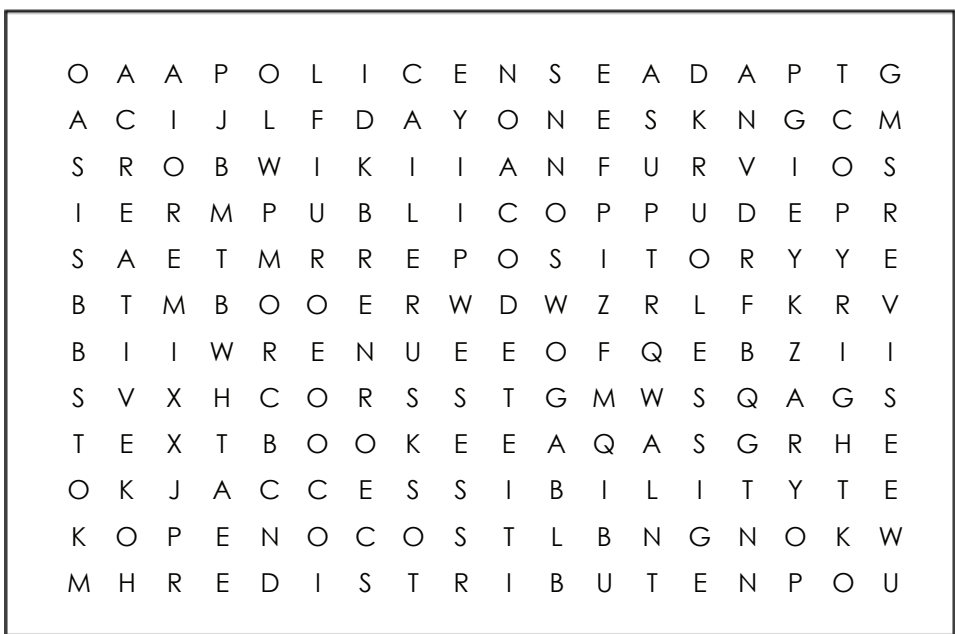 O A A P O L I C E N S E A D A P T G
A C I J L F D A Y O N E S K N G C M
S R O B W I K I I A N F U R V I O S
I E R M P U B L I C O P P U D E P R
S A E T M R R E P O S I T O R Y Y E
B T M B O O E R W D W Z R L F K R V
B I I W R E N U E E O F Q E B Z I I
S V X H C O R S S T G M W S Q A G S
T E X T B O O K E E A Q A S G R H E
O K J A C C E S S I B I L I T Y T E
K O P E N O C O S T L B N G N O K W
M H R E D I S T R I B U T E N P O U